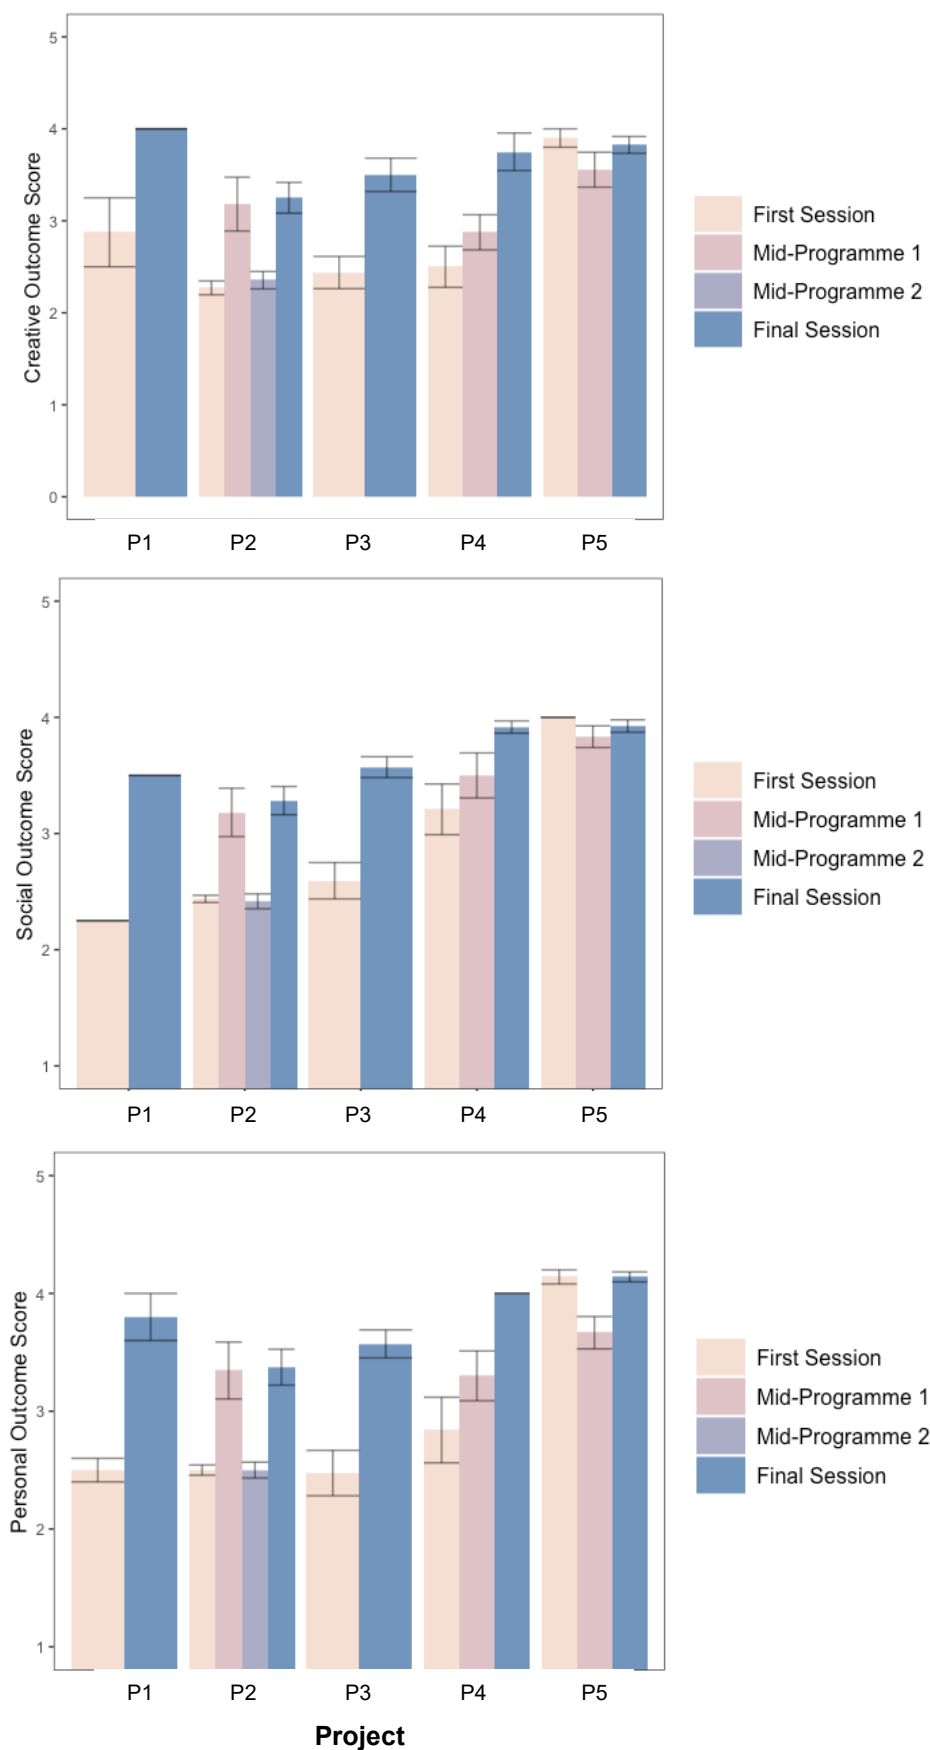 Creative Outcome Score
5
4
3
2
1
0
P1 P2 P3 P4 P5
First Session
Mid-Programme 1
Mid-Programme 2
Final Session
Social Outcome Score
5
4
3
2
1
P1 P2 P3 P4 P5
First Session
Mid-Programme 1
Mid-Programme 2
Final Session
Personal Outcome Score
5
4
3
2
1
P1 P2 P3 P4 P5
First Session
Mid-Programme 1
Mid-Programme 2
Final Session
Project